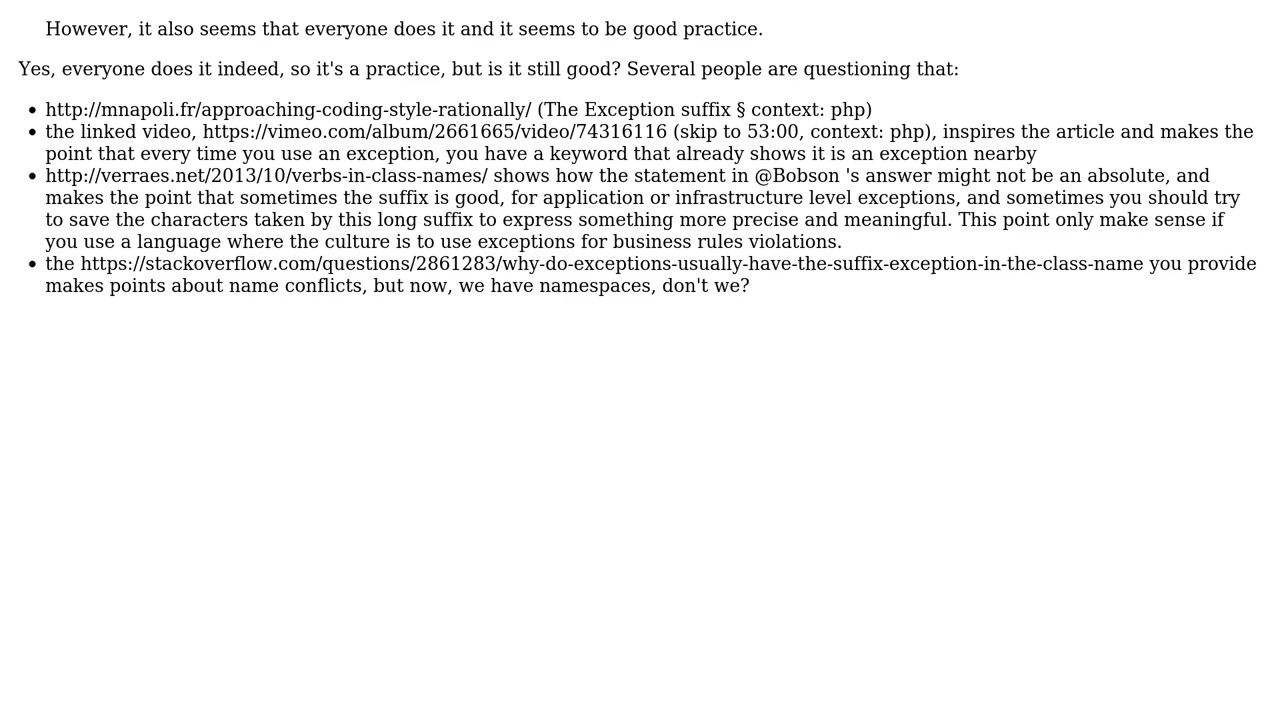 However, it also seems that everyone does it and it seems to be good practice.
Yes, everyone does it indeed, so it's a practice, but is it still good? Several people are questioning that:
• http://mnapoli.fr/approaching-coding-style-rationally/ (The Exception suffix § context: php)
• the linked video, https://vimeo.com/album/2661665/video/74316116 (skip to 53:00, context: php), inspires the article and makes the
point that every time you use an exception, you have a keyword that already shows it is an exception nearby
• http://verraes.net/2013/10/verbs-in-class-names/ shows how the statement in @Bobson 's answer might not be an absolute, and
makes the point that sometimes the suffix is good, for application or infrastructure level exceptions, and sometimes you should try
to save the characters taken by this long suffix to express something more precise and meaningful. This point only make sense if
you use a language where the culture is to use exceptions for business rules violations.
• the https://stackoverflow.com/questions/2861283/why-do-exceptions-usually-have-the-suffix-exception-in-the-class-name you provide
makes points about name conflicts, but now, we have namespaces, don't we?